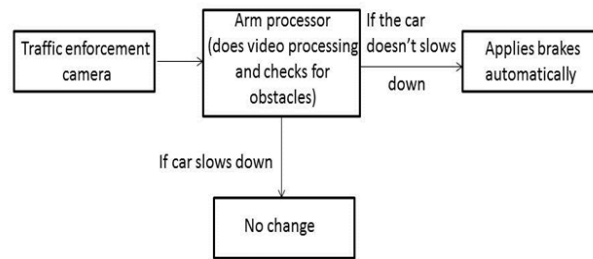 Traffic enforcement
camera
Arm processor
(does video processing
and checks for
obstacles)
If the car
doesn't slows
down
Applies brakes
automatically
If car slows down
No change